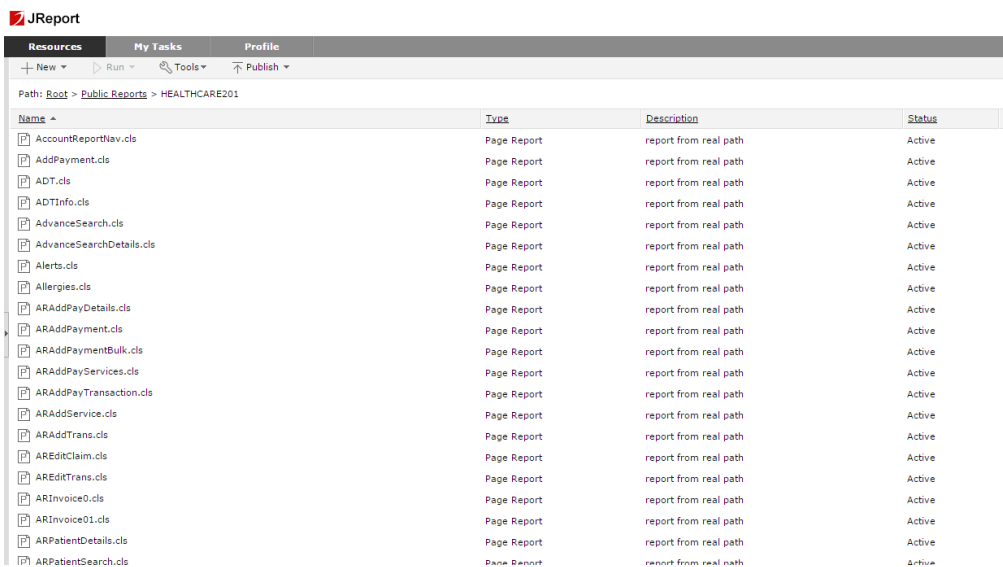 JReport
Resources My Tasks Profile
New Run Tools Publish
Path: Root > Public Reports > HEALTHCARE201
Name Type Description Status
AccountReportNav.cls Page Report report from real path Active
AddPayment.cls Page Report report from real path Active
ADT.cls Page Report report from real path Active
ADTInfo.cls Page Report report from real path Active
AdvanceSearch.cls Page Report report from real path Active
AdvanceSearchDetails.cls Page Report report from real path Active
Alerts.cls Page Report report from real path Active
Allergies.cls Page Report report from real path Active
ARAddPayDetails.cls Page Report report from real path Active
ARAddPayment.cls Page Report report from real path Active
ARAddPaymentBulk.cls Page Report report from real path Active
ARAddPayServices.cls Page Report report from real path Active
ARAddPayTransaction.cls Page Report report from real path Active
ARAddService.cls Page Report report from real path Active
ARAddTrans.cls Page Report report from real path Active
AREditClaim.cls Page Report report from real path Active
AREditTrans.cls Page Report report from real path Active
ARInvoice0.cls Page Report report from real path Active
ARInvoice01.cls Page Report report from real path Active
ARPatientDetails.cls Page Report report from real path Active
ARPatientSearch.cls Page Report report from real path Active